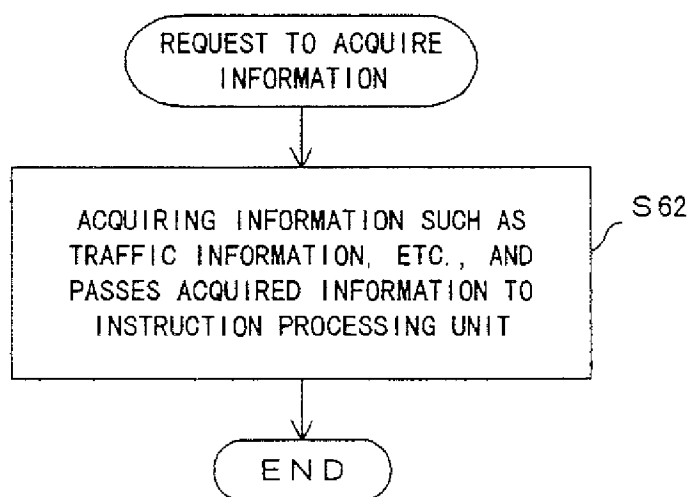 REQUEST TO ACQUIRE
INFORMATION
ACQUIRING INFORMATION SUCH AS
TRAFFIC INFORMATION, ETC., AND
PASSES ACQUIRED INFORMATION TO
INSTRUCTION PROCESSING UNIT
S62
END